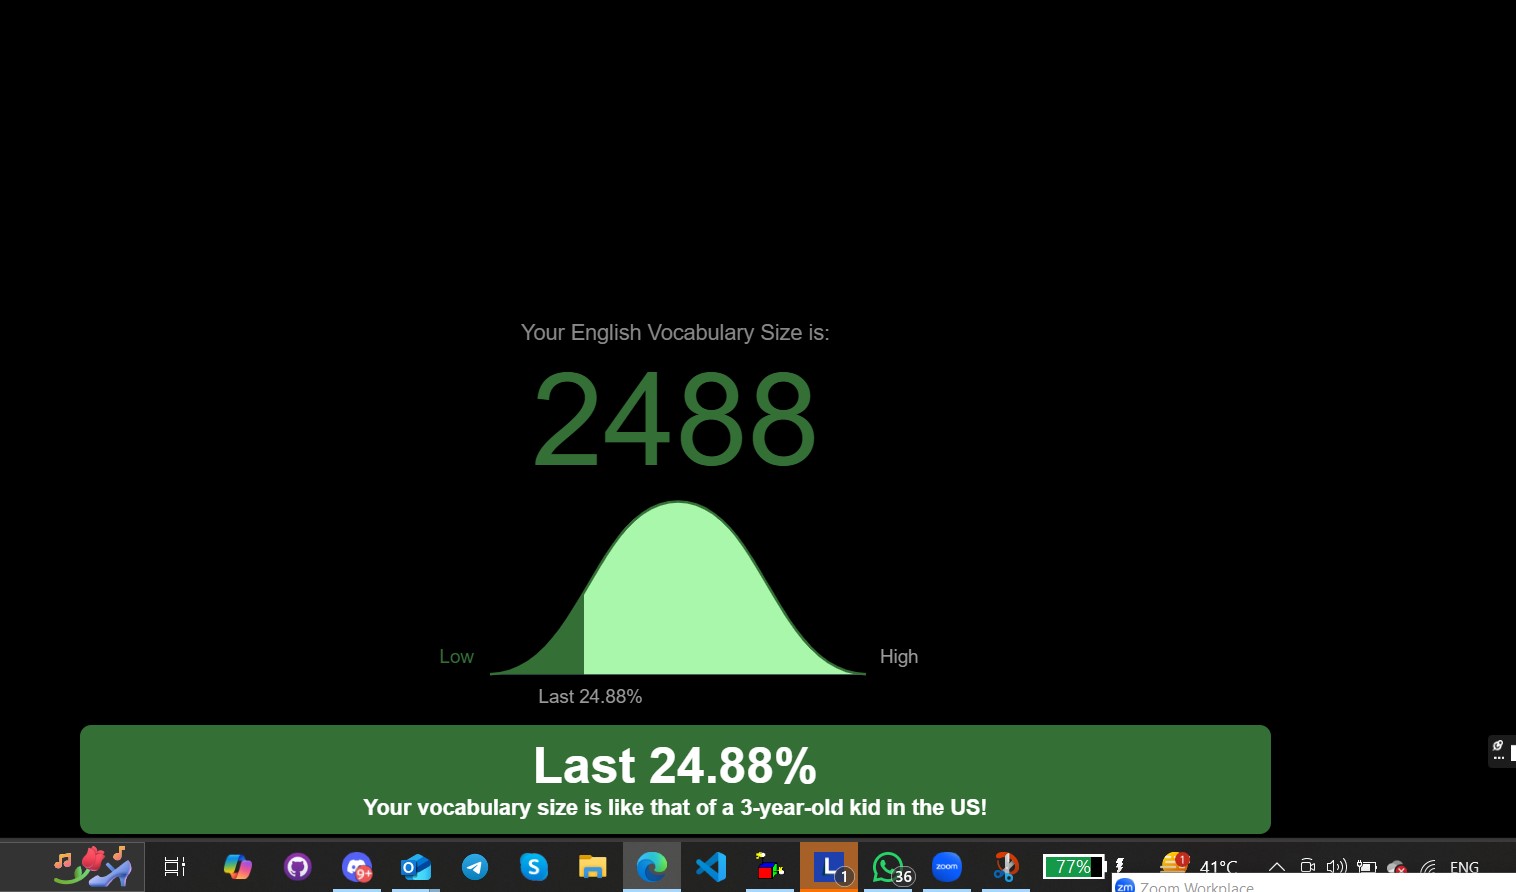 Your English Vocabulary Size is:
2488
Low
High
Last 24.88%
Last 24.88%
Your vocabulary size is like that of a 3-year-old kid in the US!
9+
O
S
L
1
36
zoom
77%
1
41°C
ENG
zm Zoom Workplace